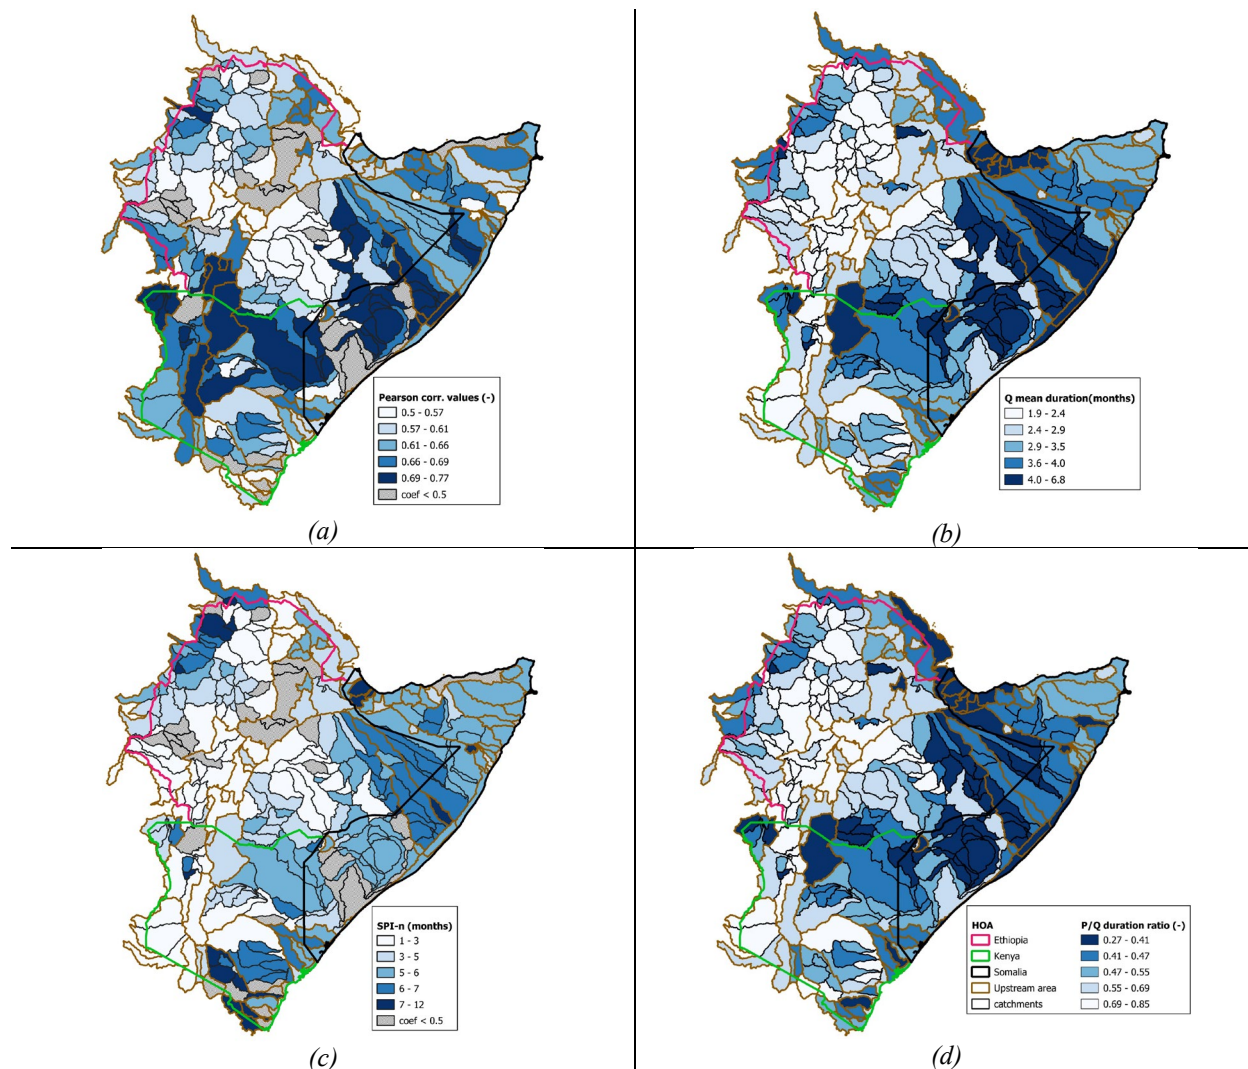 Pearson corr. values (-)
0.5 - 0.57
0.57 - 0.61
0.61 - 0.66
0.66 - 0.69
0.69 - 0.77
coef < 0.5
(a)
Q mean duration(months)
1.9 - 2.4
2.4 - 2.9
2.9 - 3.5
3.6 - 4.0
4.0 - 6.8
(b)
SPI-n (months)
1 - 3
3 - 5
5 - 6
6 - 7
7 - 12
coef < 0.5
(c)
HOA
Ethiopia
Kenya
Somalia
Upstream area
catchments
P/Q duration ratio (-)
0.27 - 0.41
0.41 - 0.47
0.47 - 0.55
0.55 - 0.69
0.69 - 0.85
(d)